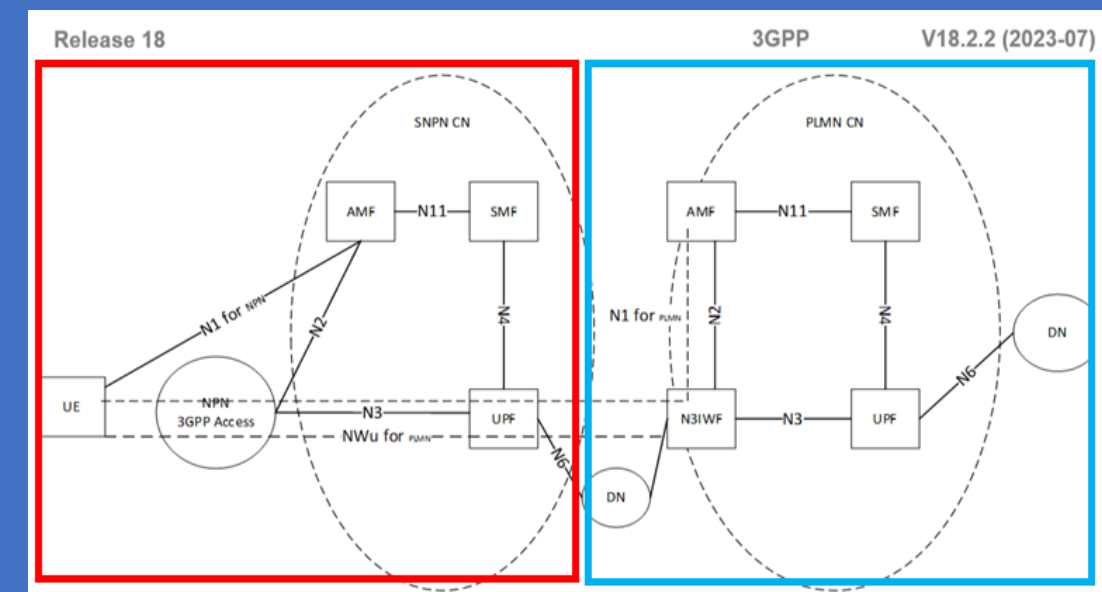 Release 18 3GPP V18.2.2 (2023-07)
SNPN CN
PLMN CN
AMF N11 SMF
AMF N11 SMF
N1 for NPN
N2
N4
N1 for PLMN
N2
N4
DN
UE
NPN
3GPP Access
N3
UPF
N3IWF
N3
UPF
N6
NWu for PLMN
N6
DN